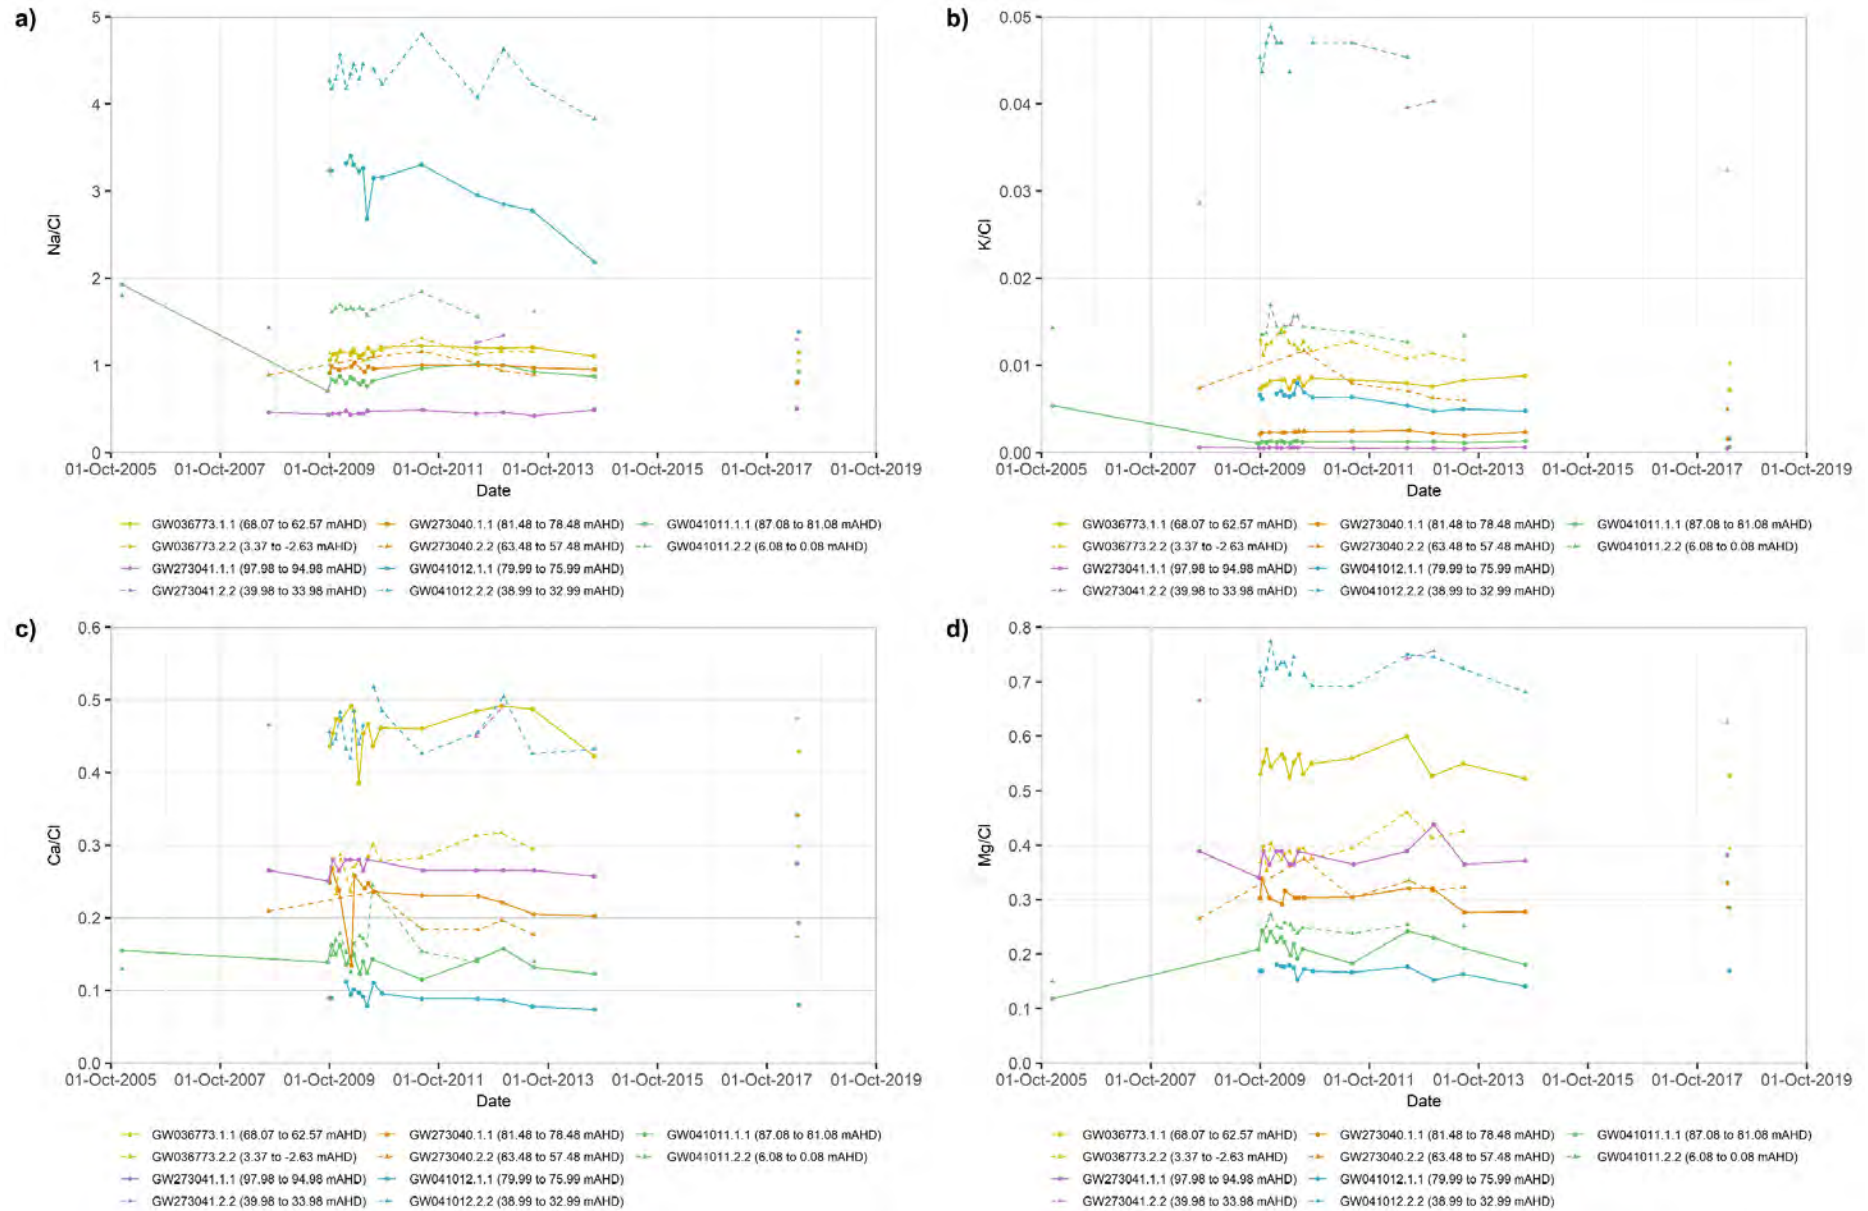 a)
Na/Cl
5
4
3
2
1
0
01-Oct-2005 01-Oct-2007 01-Oct-2009 01-Oct-2011 01-Oct-2013 01-Oct-2015 01-Oct-2017 01-Oct-2019
Date
GW036773.1.1 (68.07 to 62.57 mAHD) GW273040.1.1 (81.48 to 78.48 mAHD) GW041011.1.1 (87.08 to 81.08 mAHD)
GW036773.2.2 (3.37 to -2.63 mAHD) GW273040.2.2 (63.48 to 57.48 mAHD) GW041011.2.2 (6.08 to 0.08 mAHD)
GW273041.1.1 (97.98 to 94.98 mAHD) GW041012.1.1 (79.99 to 75.99 mAHD)
GW273041.2.2 (39.98 to 33.98 mAHD) GW041012.2.2 (38.99 to 32.99 mAHD)
b)
K/Cl
0.05
0.04
0.03
0.02
0.01
0.00
01-Oct-2005 01-Oct-2007 01-Oct-2009 01-Oct-2011 01-Oct-2013 01-Oct-2015 01-Oct-2017 01-Oct-2019
Date
GW036773.1.1 (68.07 to 62.57 mAHD) GW273040.1.1 (81.48 to 78.48 mAHD) GW041011.1.1 (87.08 to 81.08 mAHD)
GW036773.2.2 (3.37 to -2.63 mAHD) GW273040.2.2 (63.48 to 57.48 mAHD) GW041011.2.2 (6.08 to 0.08 mAHD)
GW273041.1.1 (97.98 to 94.98 mAHD) GW041012.1.1 (79.99 to 75.99 mAHD)
GW273041.2.2 (39.98 to 33.98 mAHD) GW041012.2.2 (38.99 to 32.99 mAHD)
c)
Ca/Cl
0.6
0.5
0.4
0.3
0.2
0.1
0.0
01-Oct-2005 01-Oct-2007 01-Oct-2009 01-Oct-2011 01-Oct-2013 01-Oct-2015 01-Oct-2017 01-Oct-2019
Date
GW036773.1.1 (68.07 to 62.57 mAHD) GW273040.1.1 (81.48 to 78.48 mAHD) GW041011.1.1 (87.08 to 81.08 mAHD)
GW036773.2.2 (3.37 to -2.63 mAHD) GW273040.2.2 (63.48 to 57.48 mAHD) GW041011.2.2 (6.08 to 0.08 mAHD)
GW273041.1.1 (97.98 to 94.98 mAHD) GW041012.1.1 (79.99 to 75.99 mAHD)
GW273041.2.2 (39.98 to 33.98 mAHD) GW041012.2.2 (38.99 to 32.99 mAHD)
d)
Mg/Cl
0.8
0.7
0.6
0.5
0.4
0.3
0.2
0.1
0.0
01-Oct-2005 01-Oct-2007 01-Oct-2009 01-Oct-2011 01-Oct-2013 01-Oct-2015 01-Oct-2017 01-Oct-2019
Date
GW036773.1.1 (68.07 to 62.57 mAHD) GW273040.1.1 (81.48 to 78.48 mAHD) GW041011.1.1 (87.08 to 81.08 mAHD)
GW036773.2.2 (3.37 to -2.63 mAHD) GW273040.2.2 (63.48 to 57.48 mAHD) GW041011.2.2 (6.08 to 0.08 mAHD)
GW273041.1.1 (97.98 to 94.98 mAHD) GW041012.1.1 (79.99 to 75.99 mAHD)
GW273041.2.2 (39.98 to 33.98 mAHD) GW041012.2.2 (38.99 to 32.99 mAHD)